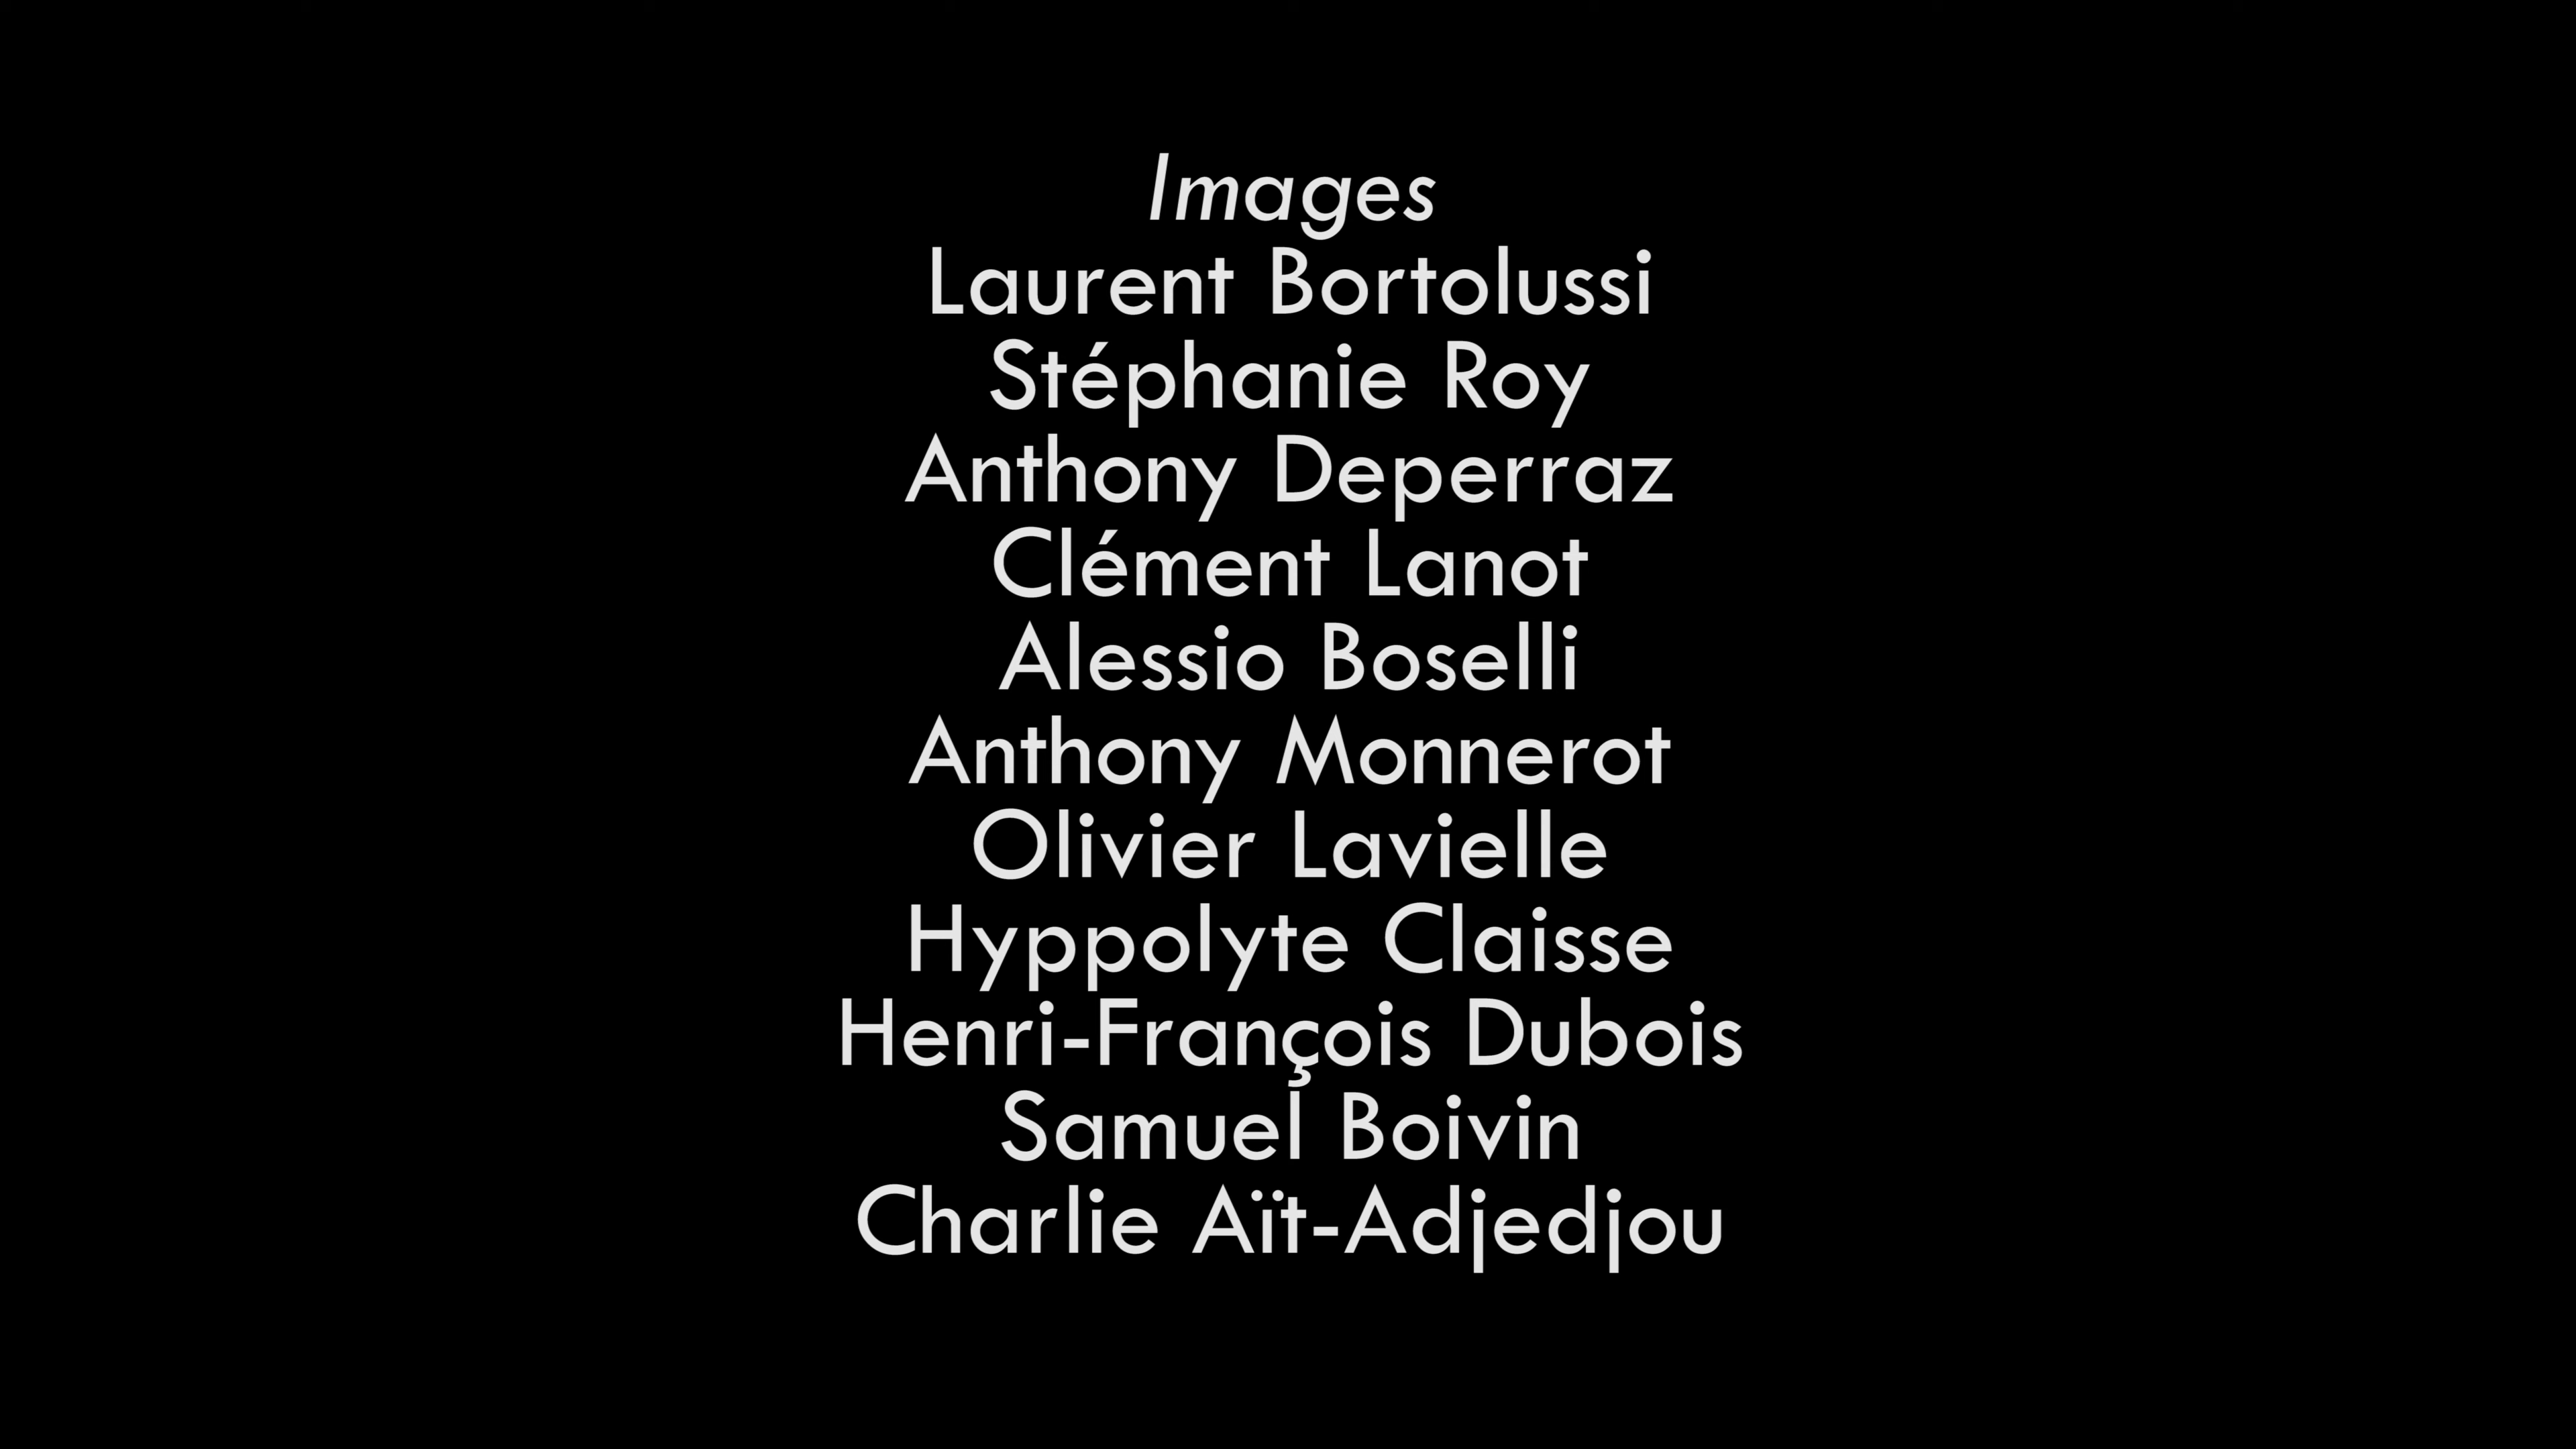 Images
Laurent Bortolussi
Stéphanie Roy
Anthony Deperraz
Clément Lanot
Alessio Boselli
Anthony Monnerot
Olivier Lavielle
Hyppolyte Claisse
Henri-François Dubois
Samuel Boivin
Charlie Aït-Adjedjou